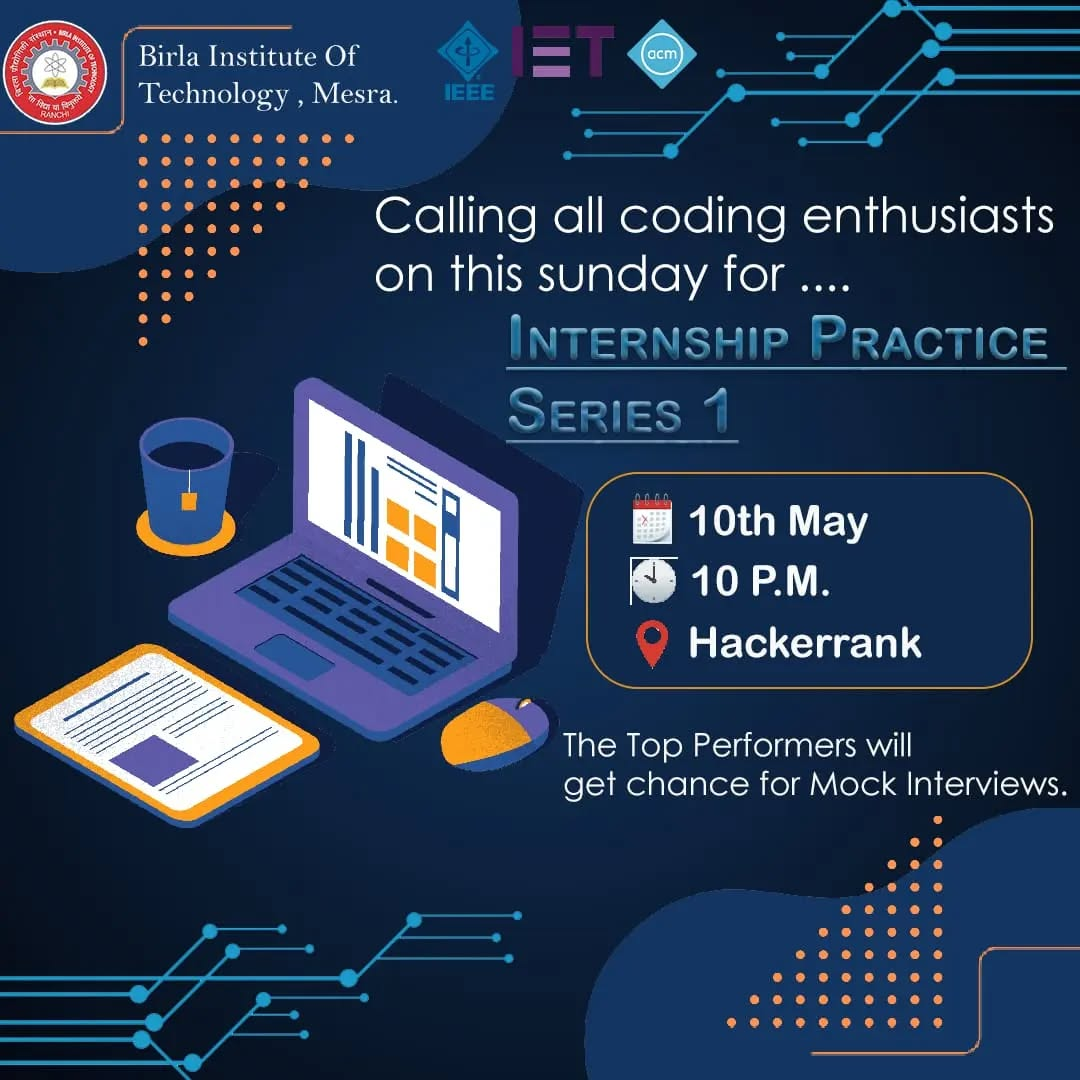 Birla Institute Of
Technology , Mesra.
RANCHI
IEEE
IET
acm
Calling all coding enthusiasts
on this sunday for ....
INTERNSHIP PRACTICE
SERIES 1
10th May
10 P.M.
Hackerrank
The Top Performers will
get chance for Mock Interviews.